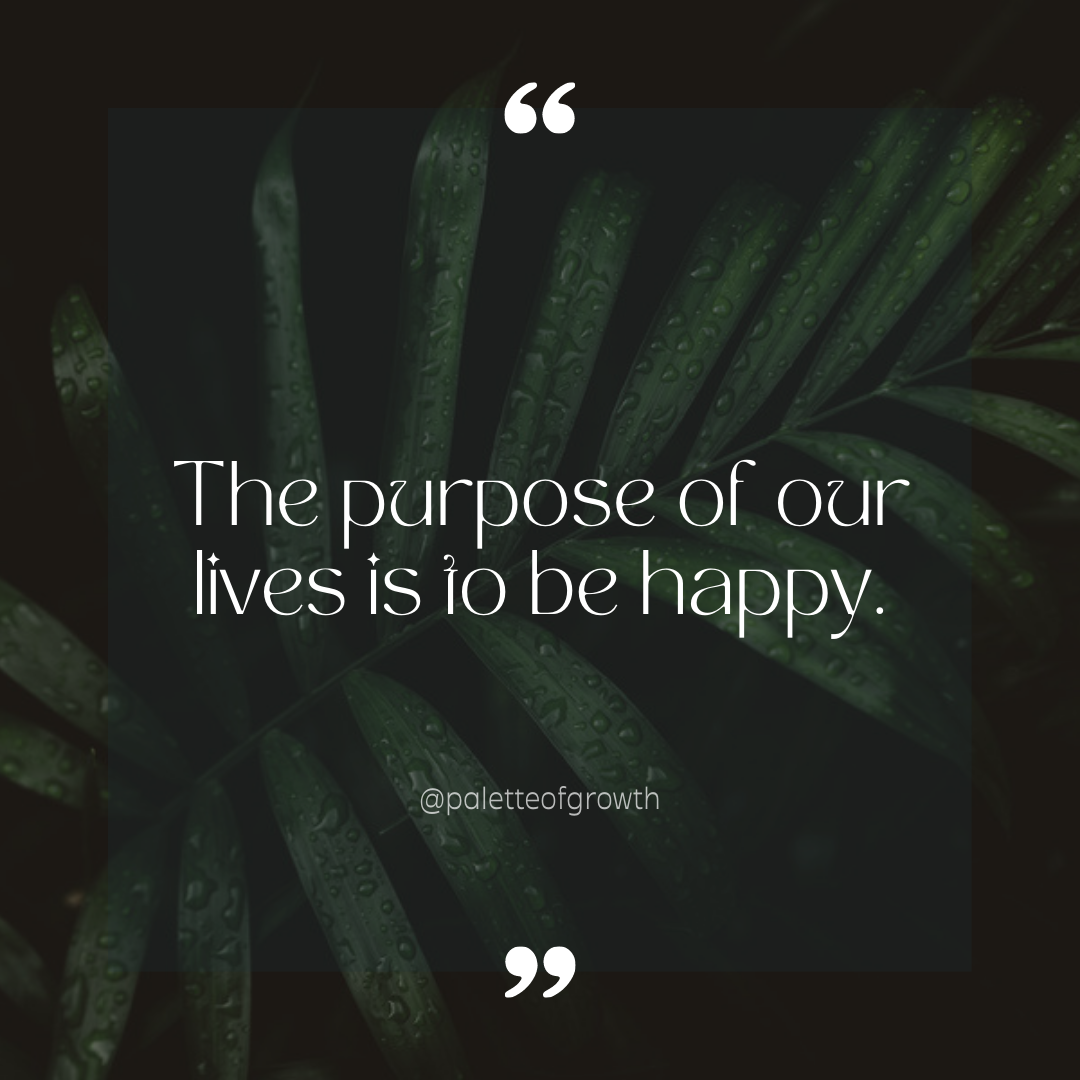 “
The purpose of our
lives is to be happy.
@paletteofgrowth
”